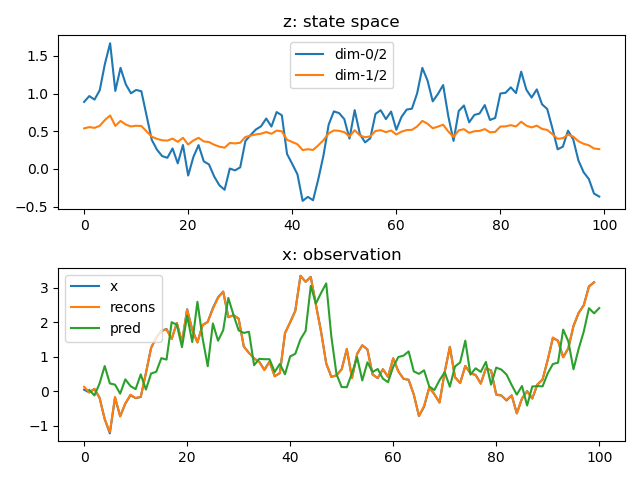 z: state space
dim-0/2
dim-1/2
1.5
1.0
0.5
0.0
−0.5
0 20 40 60 80 100
x: observation
x
recons
pred
3
2
1
0
−1
0 20 40 60 80 100